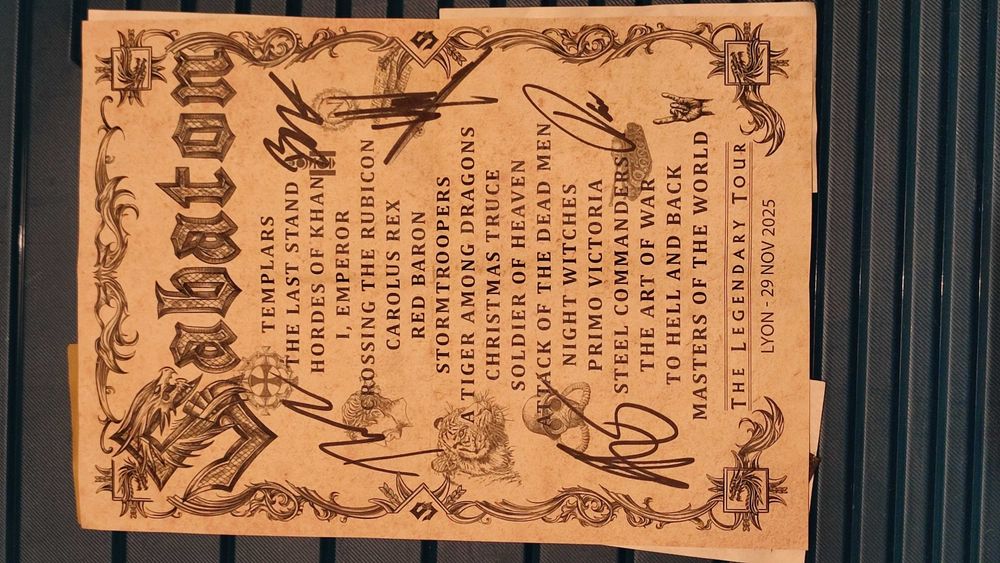 Sabaton
TEMPLARS
THE LAST STAND
HORDES OF KHAN
I, EMPEROR
CROSSING THE RUBICON
CAROLUS REX
RED BARON
STORMTROOPERS
A TIGER AMONG DRAGONS
CHRISTMAS TRUCE
SOLDIER OF HEAVEN
ATTACK OF THE DEAD MEN
NIGHT WITCHES
PRIMO VICTORIA
STEEL COMMANDERS
THE ART OF WAR
TO HELL AND BACK
MASTERS OF THE WORLD
THE LEGENDARY TOUR
LYON - 29 NOV 2025